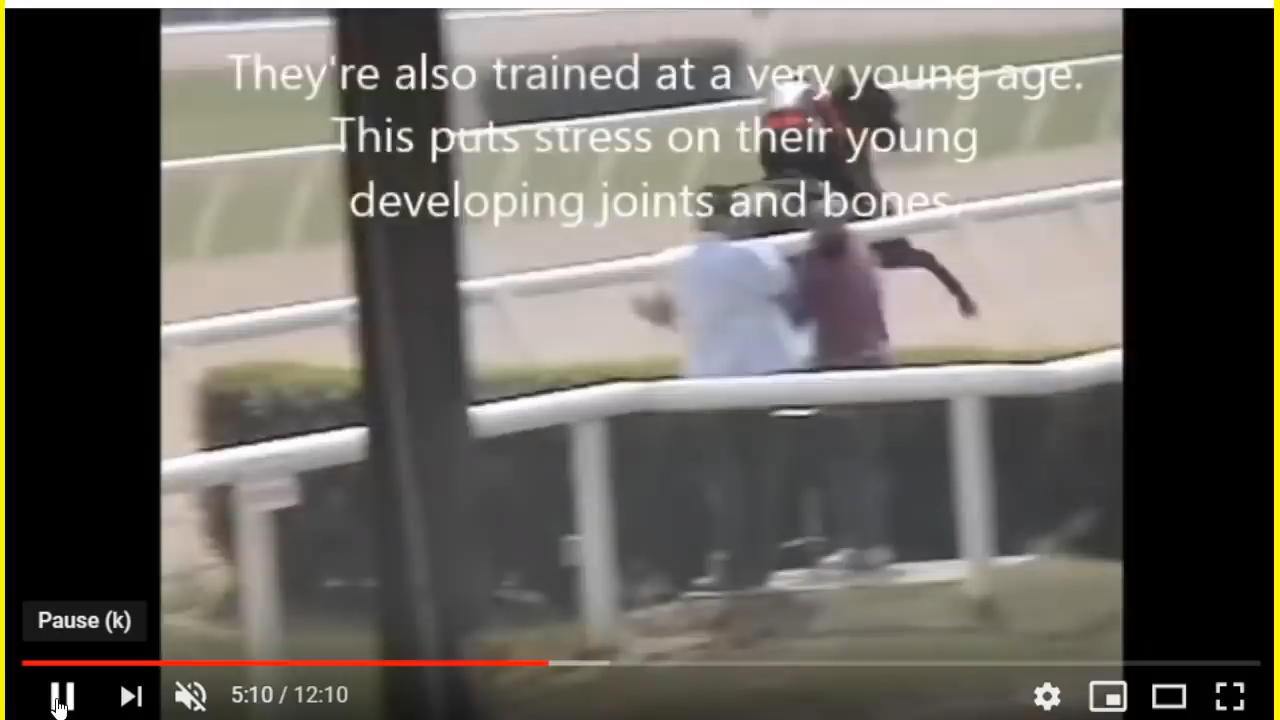 They're also trained at a very young age.
This puts stress on their young
developing joints and bones.
Pause (k)
5:10 / 12:10